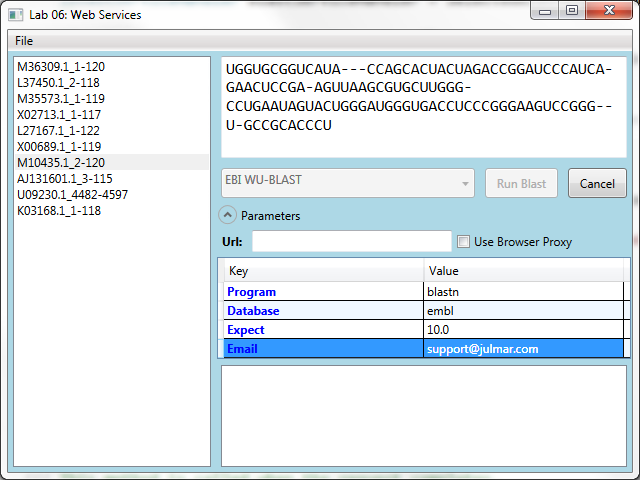 Lab 06: Web Services
File
M36309.1_1-120
L37450.1_2-118
M35573.1_1-119
X02713.1_1-117
L27167.1_1-122
X00689.1_1-119
M10435.1_2-120
AJ131601.1_3-115
U09230.1_4482-4597
K03168.1_1-118
UGGUGCGGUCAUA---CCAGCACUACUAGACCGGAUCCCAUCA-
GAACUCCGA-AGUUAAGCGUGCUUGGG-
CCUGAAUAGUACUGGGAUGGGUGACCUCCCGGGAAGUCCGGG--
U-GCCGCACCCU
EBI WU-BLAST
Run Blast
Cancel
Parameters
Url:
Use Browser Proxy
Key Value
Program blastn
Database embl
Expect 10.0
Email support@julmar.com